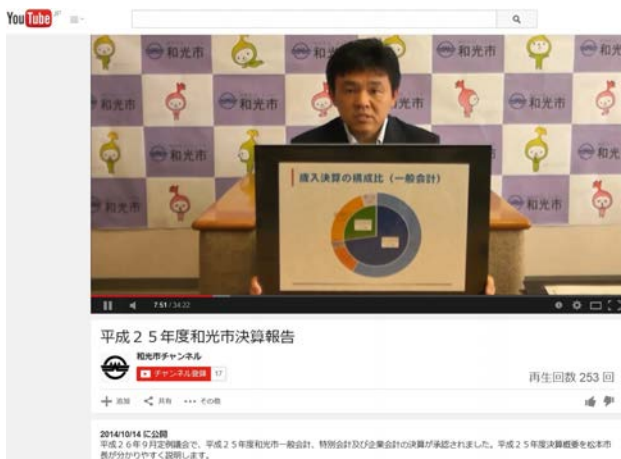 YouTube JP
和光市
和光市
和光市
和光市
和光市
和光市
和光市
歳入決算の構成比（一般会計）
7:51 / 34:22
平成２５年度和光市決算報告
和光市チャンネル
チャンネル登録 17
再生回数 253 回
追加 共有 その他
2014/10/14 に公開
平成２６年９月定例議会で、平成２５年度和光市一般会計、特別会計及び企業会計の決算が承認されました。平成２５年度決算概要を松本市
長が分かりやすく説明します。